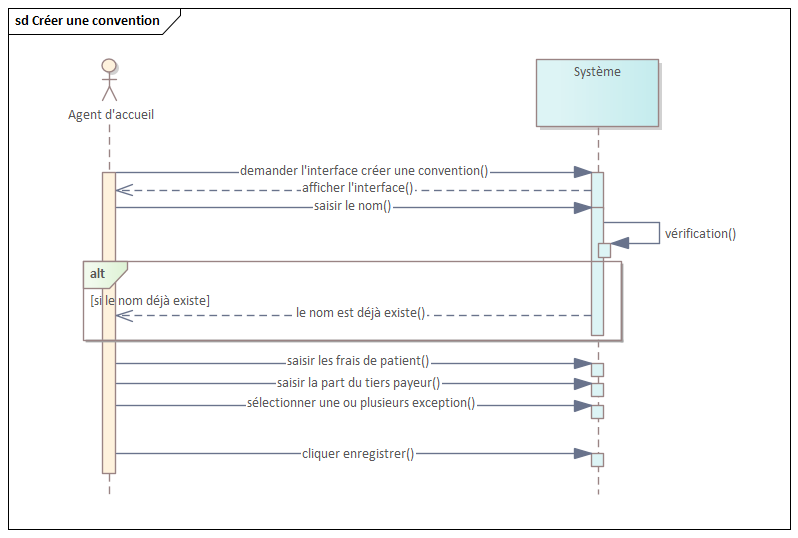 sd Créer une convention
Agent d'accueil
Système
demander l'interface créer une convention()
afficher l'interface()
saisir le nom()
vérification()
alt
[si le nom déjà existe]
le nom est déjà existe()
saisir les frais de patient()
saisir la part du tiers payeur()
sélectionner une ou plusieurs exception()
cliquer enregistrer()